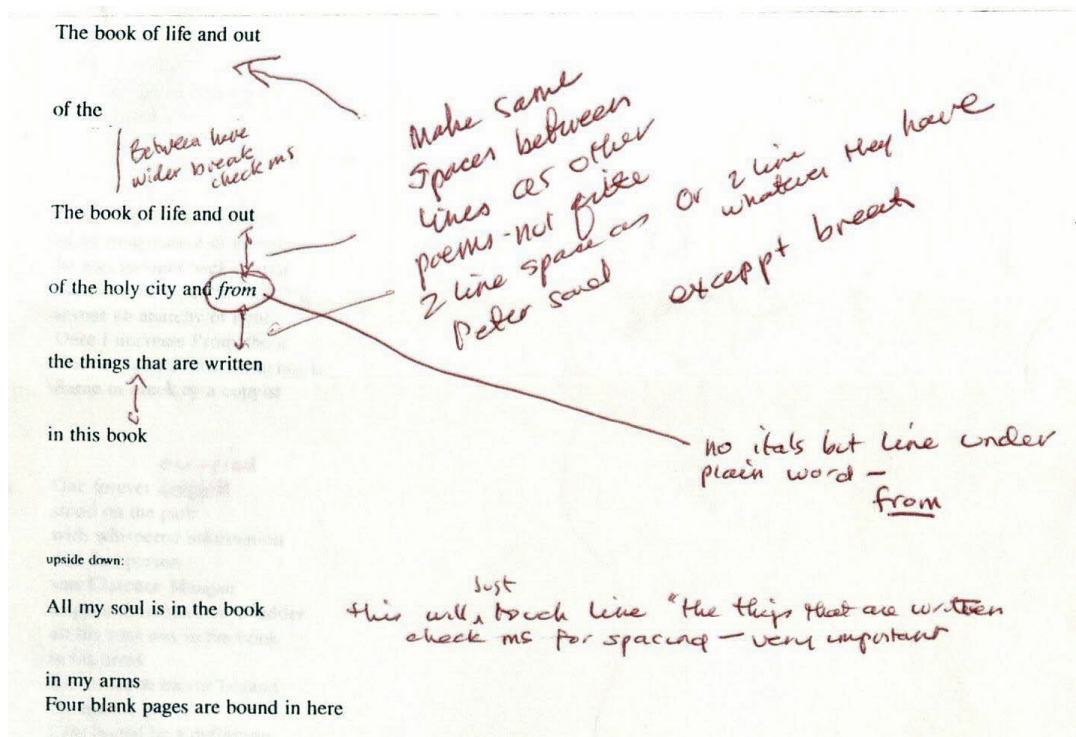 The book of life and out
of the
Between have
wider break
check ms
Make same
spaces between
lines as other
poems - not quite
2 line space as
Peter said
or 2 line
whatever they have
exceppt break
The book of life and out
of the holy city and from
the things that are written
in this book
no itals but line under
plain word -
from
upside down:
All my soul is in the book
this will just touch line "the thigs that are written
check ms for spacing - very important
in my arms
Four blank pages are bound in here